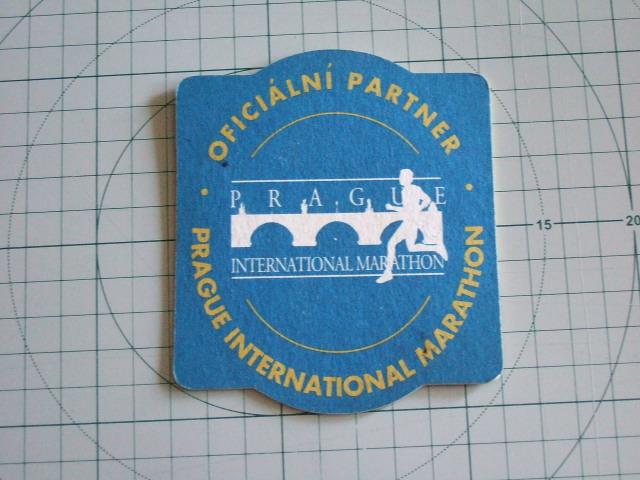 OFICIÁLNÍ PARTNER
PRAGUE
INTERNATIONAL MARATHON
PRAGUE INTERNATIONAL MARATHON
15
20